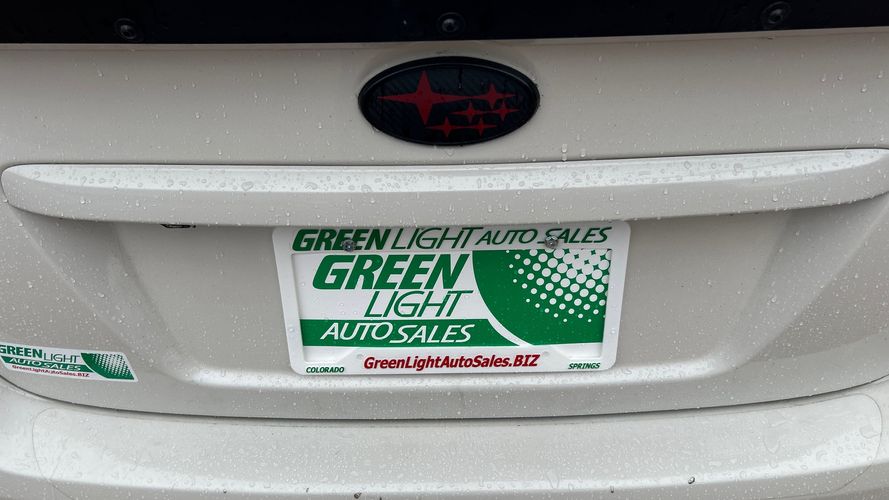 GREEN LIGHT AUTO SALES
GREEN
LIGHT
AUTO SALES
GreenLightAutoSales.BIZ
COLORADO
SPRINGS
GREEN LIGHT
AUTO SALES
GreenLightAutoSales.BIZ